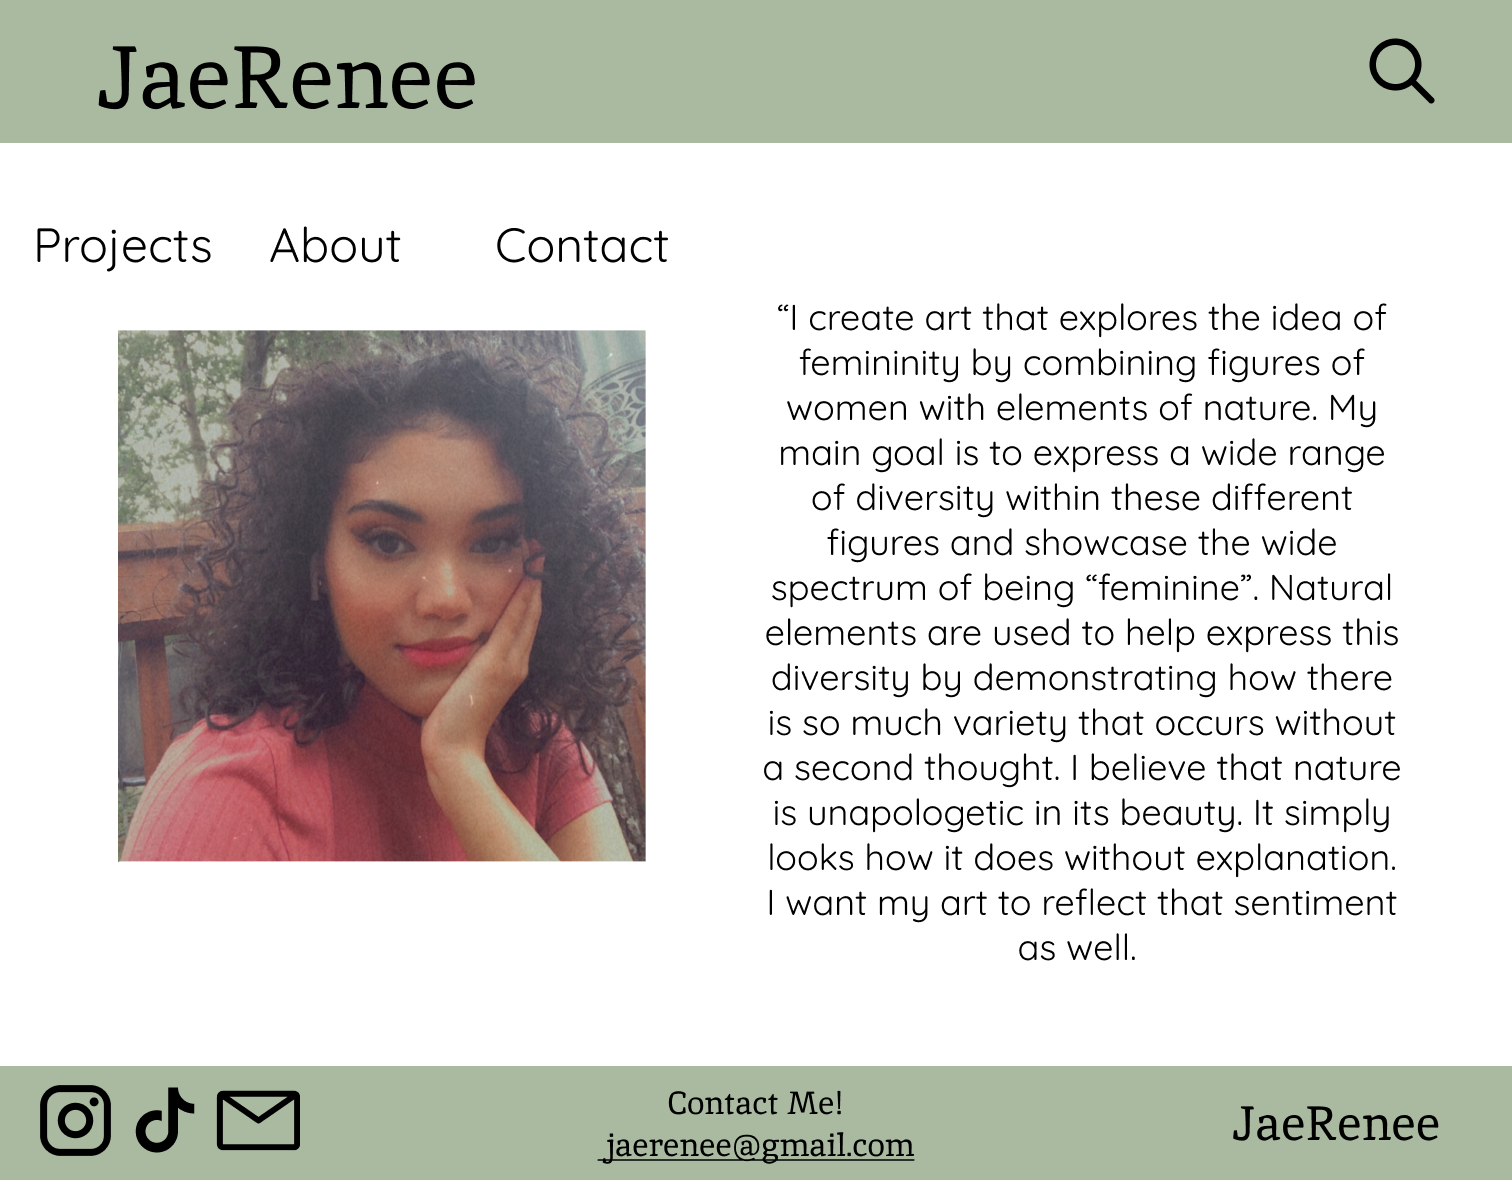 JaeRenee
Projects About Contact
“I create art that explores the idea of
femininity by combining figures of
women with elements of nature. My
main goal is to express a wide range
of diversity within these different
figures and showcase the wide
spectrum of being “feminine”. Natural
elements are used to help express this
diversity by demonstrating how there
is so much variety that occurs without
a second thought. I believe that nature
is unapologetic in its beauty. It simply
looks how it does without explanation.
I want my art to reflect that sentiment
as well.
Contact Me!
jaerenee@gmail.com
JaeRenee